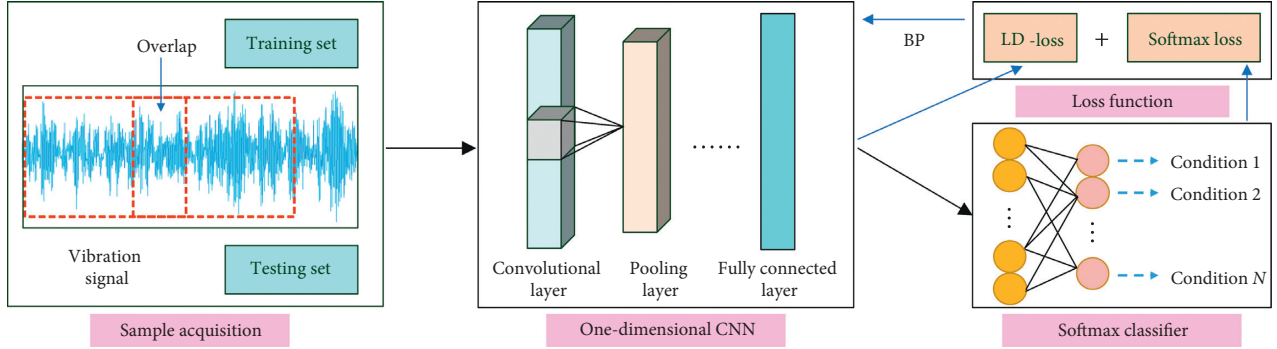 Overlap
Training set
Vibration
signal
Testing set
Sample acquisition
Convolutional
layer
Pooling
layer
......
Fully connected
layer
One-dimensional CNN
BP
LD -loss
+
Softmax loss
Loss function
Condition 1
Condition 2
Condition N
Softmax classifier